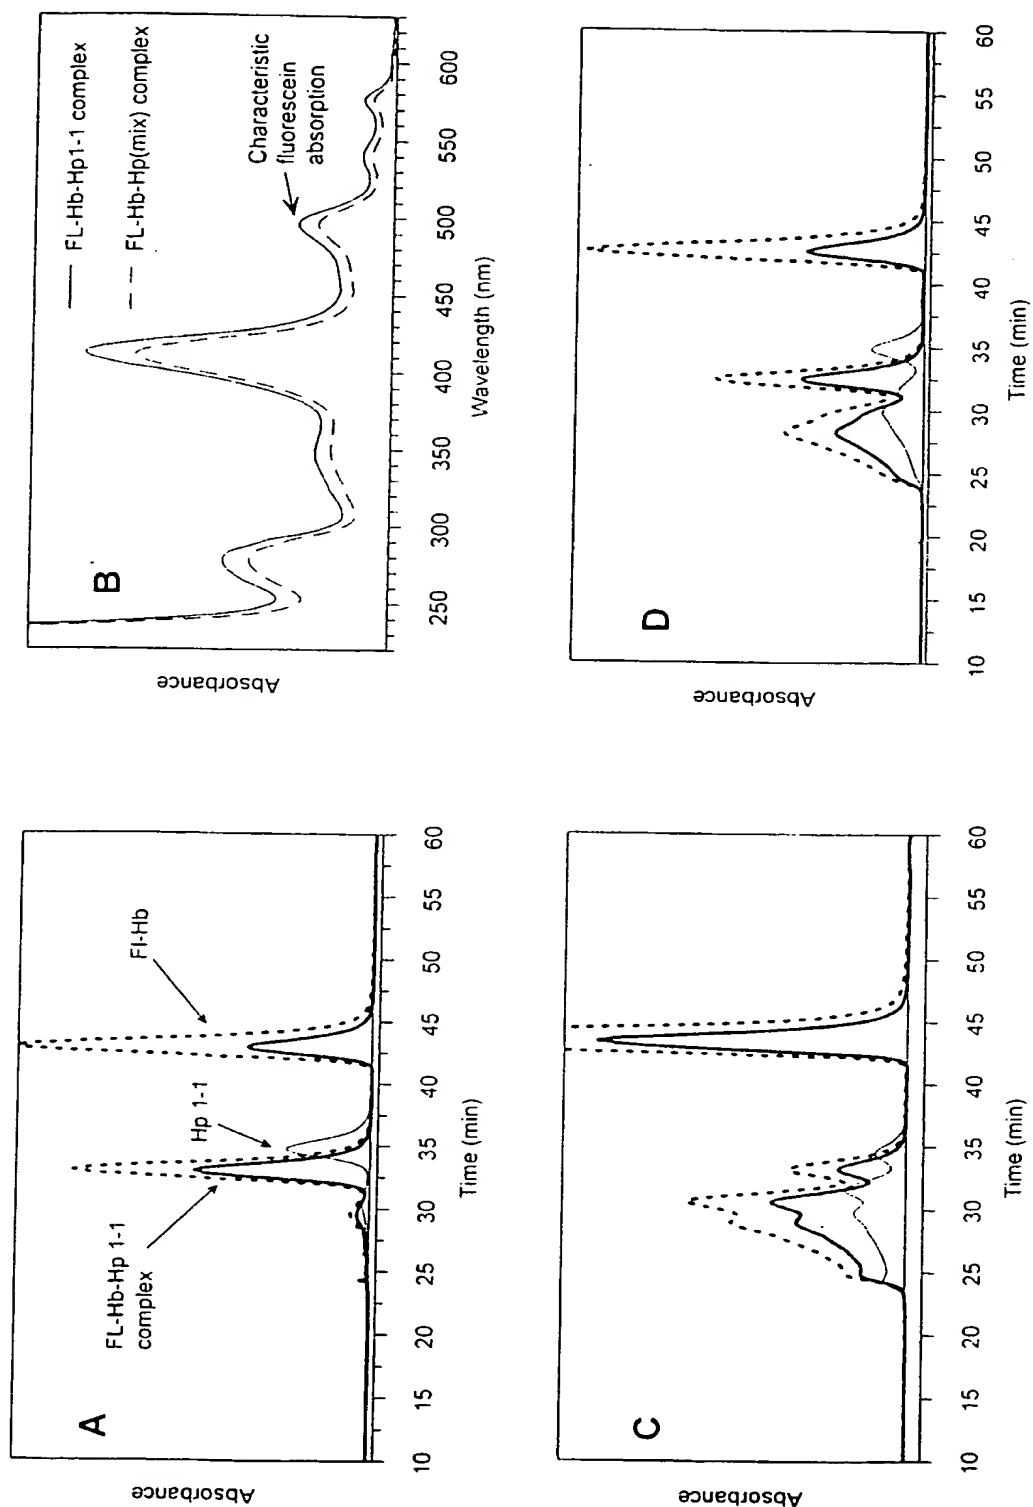 A
Absorbance
FL-Hb-Hp 1-1
complex
Hp 1-1
Fl-Hb
10 15 20 25 30 35 40 45 50 55 60
Time (min)
B
Absorbance
FL-Hb-Hp1-1 complex
FL-Hb-Hp(mix) complex
Characteristic
fluorescein
absorption
250 300 350 400 450 500 550 600
Wavelength (nm)
C
Absorbance
10 15 20 25 30 35 40 45 50 55 60
Time (min)
D
Absorbance
10 15 20 25 30 35 40 45 50 55 60
Time (min)